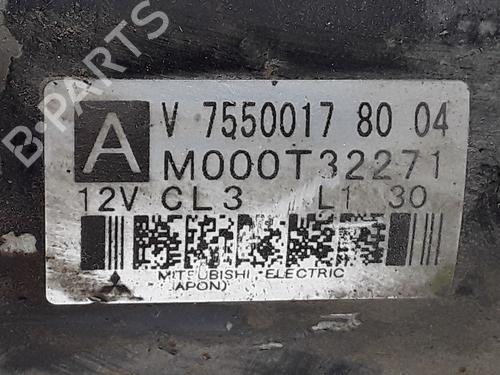 A
V 7550017 80 04
M000T32271
12V CL3 L1 30
MITSUBISHI ELECTRIC
APON)
B-PARTS